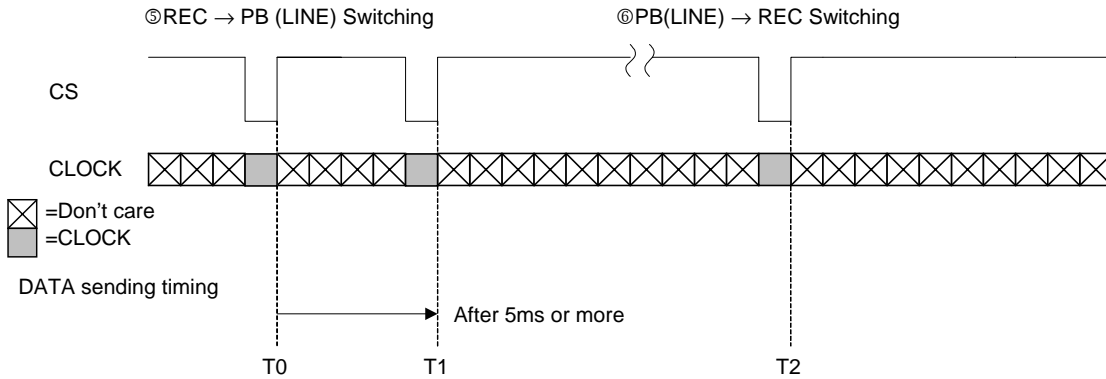 ⑤REC → PB (LINE) Switching
⑥PB(LINE) → REC Switching
CS
CLOCK
=Don't care
=CLOCK
DATA sending timing
After 5ms or more
T0
T1
T2